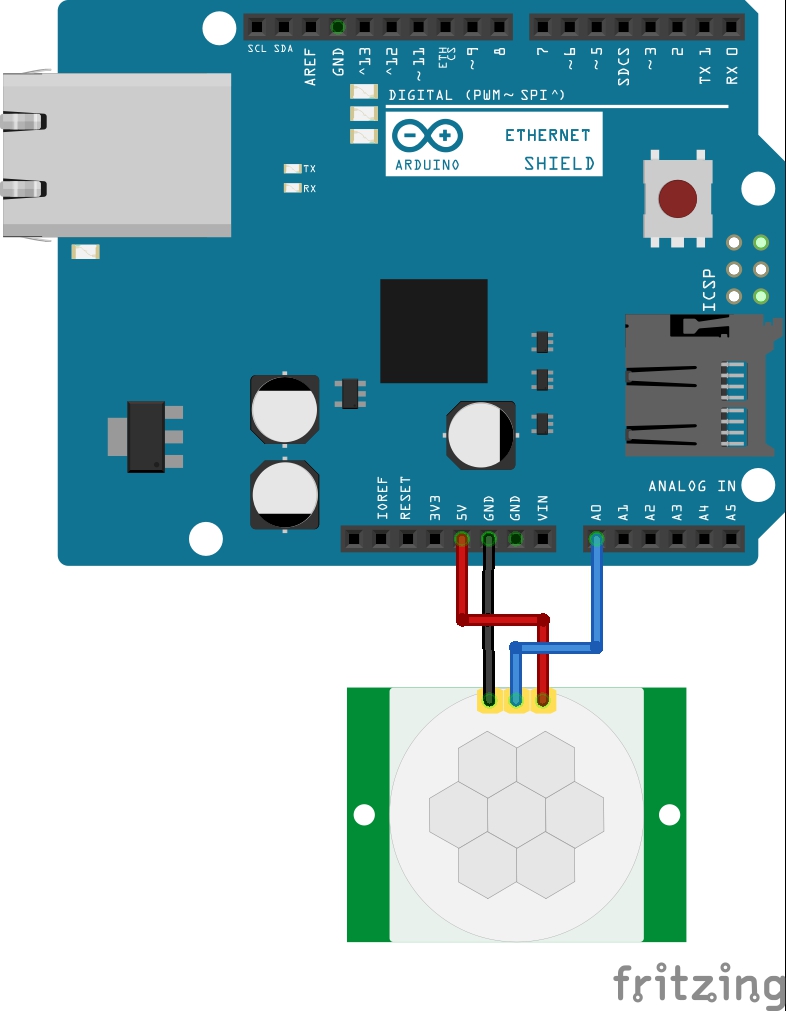 SCL SDA AREF GND ^13 ^12 ~11 ETH CS ~9 8 7 ~6 ~5 SDCS ~3 2 TX 1 RX 0
DIGITAL (PWM~ SPI^)
ETHERNET
ARDUINO SHIELD
TX
RX
ICSP
ANALOG IN
IOREF RESET 3V3 5V GND GND VIN A0 A1 A2 A3 A4 A5
fritzing